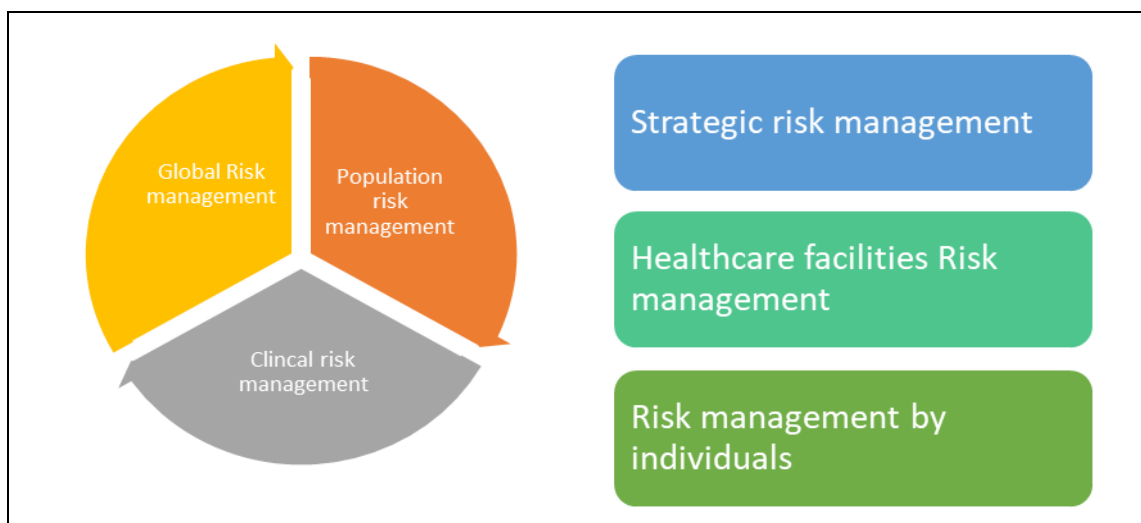 Global Risk
management
Population
risk
management
Clincal risk
management
Strategic risk management
Healthcare facilities Risk
management
Risk management by
individuals